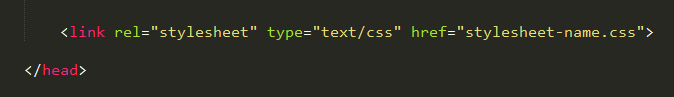 <link rel="stylesheet" type="text/css" href="stylesheet-name.css">
</head>